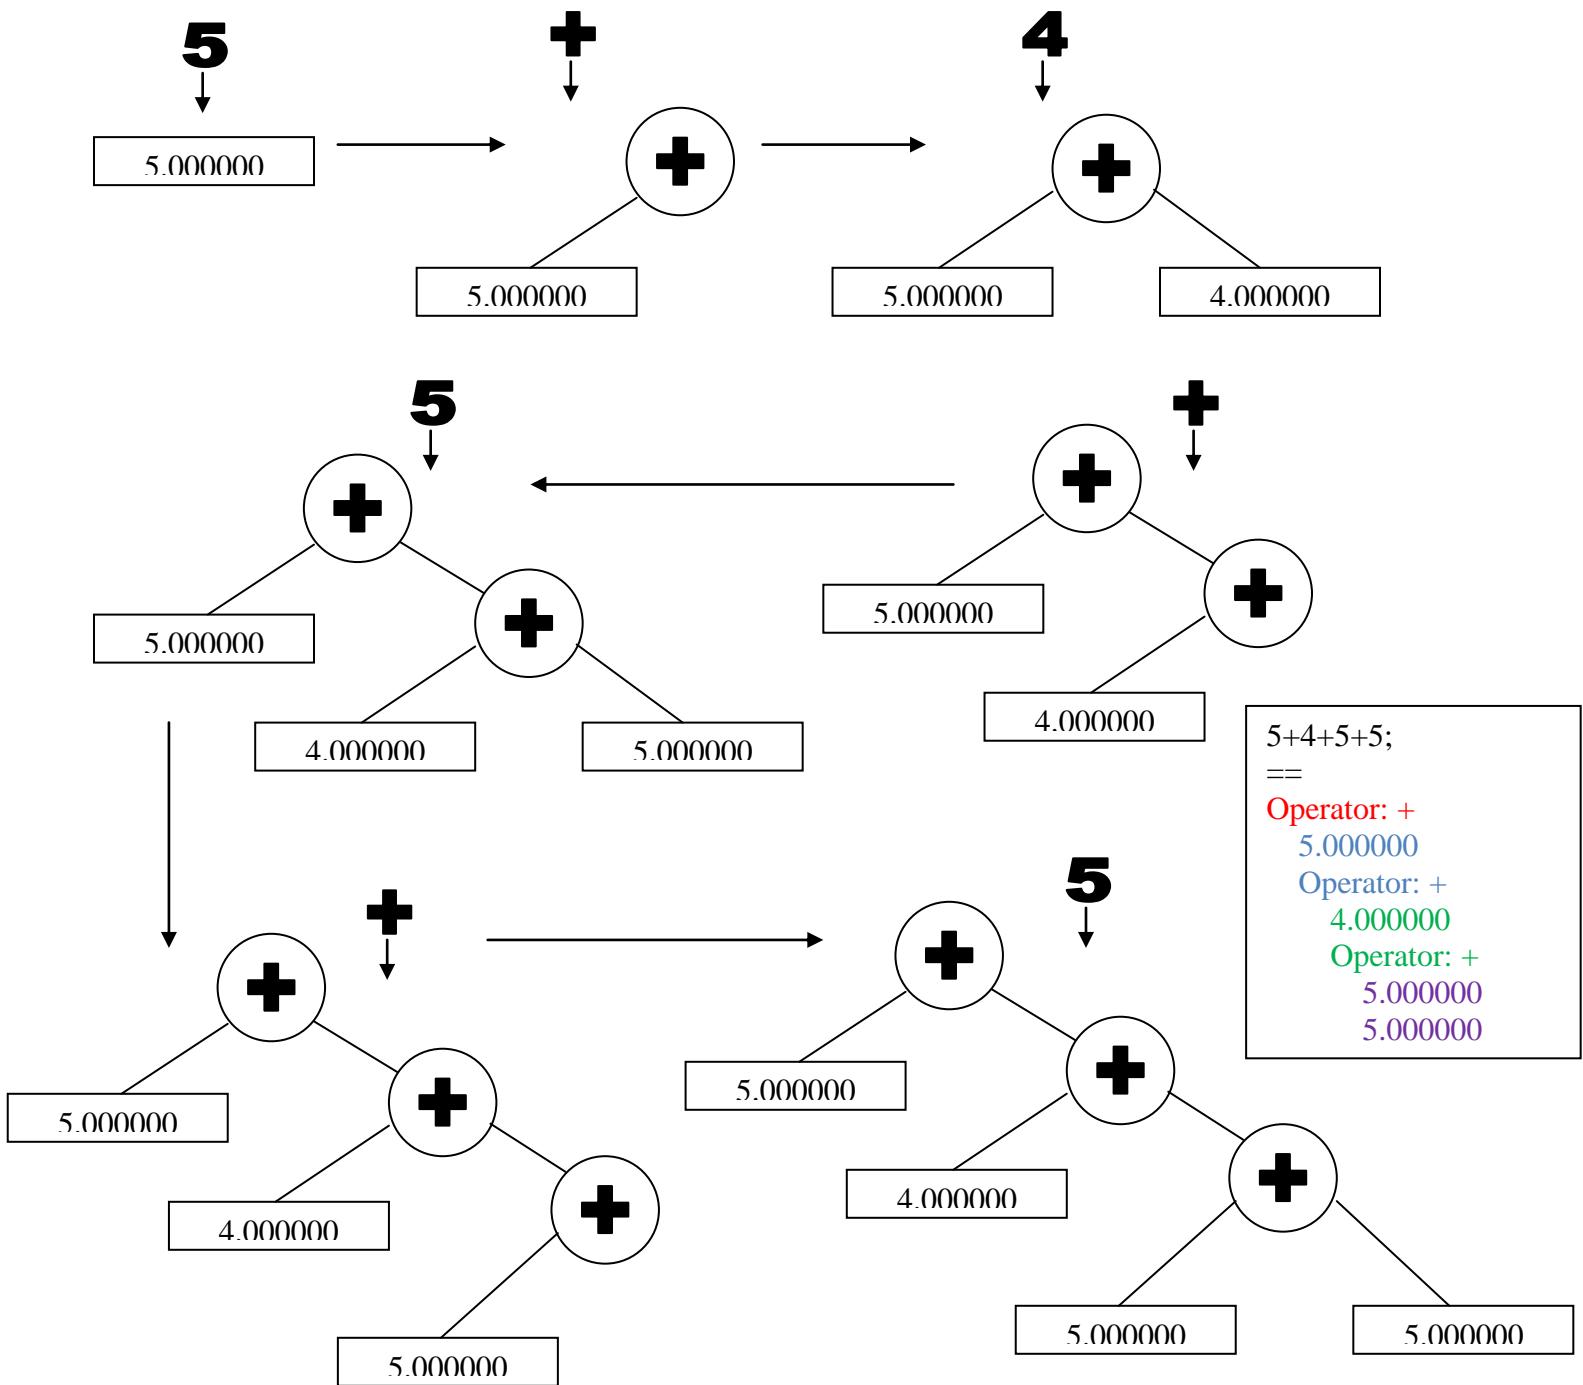 5 + 4
5.000000 + +
5.000000 5.000000 4.000000
5 +
+ +
5.000000 + 5.000000 +
4.000000 5.000000 4.000000
5+4+5+5;
==
Operator: +
5.000000
Operator: +
4.000000
Operator: +
5.000000
5.000000
+ 5
+ +
5.000000 + 5.000000 +
4.000000 + 4.000000 +
5.000000 5.000000 5.000000